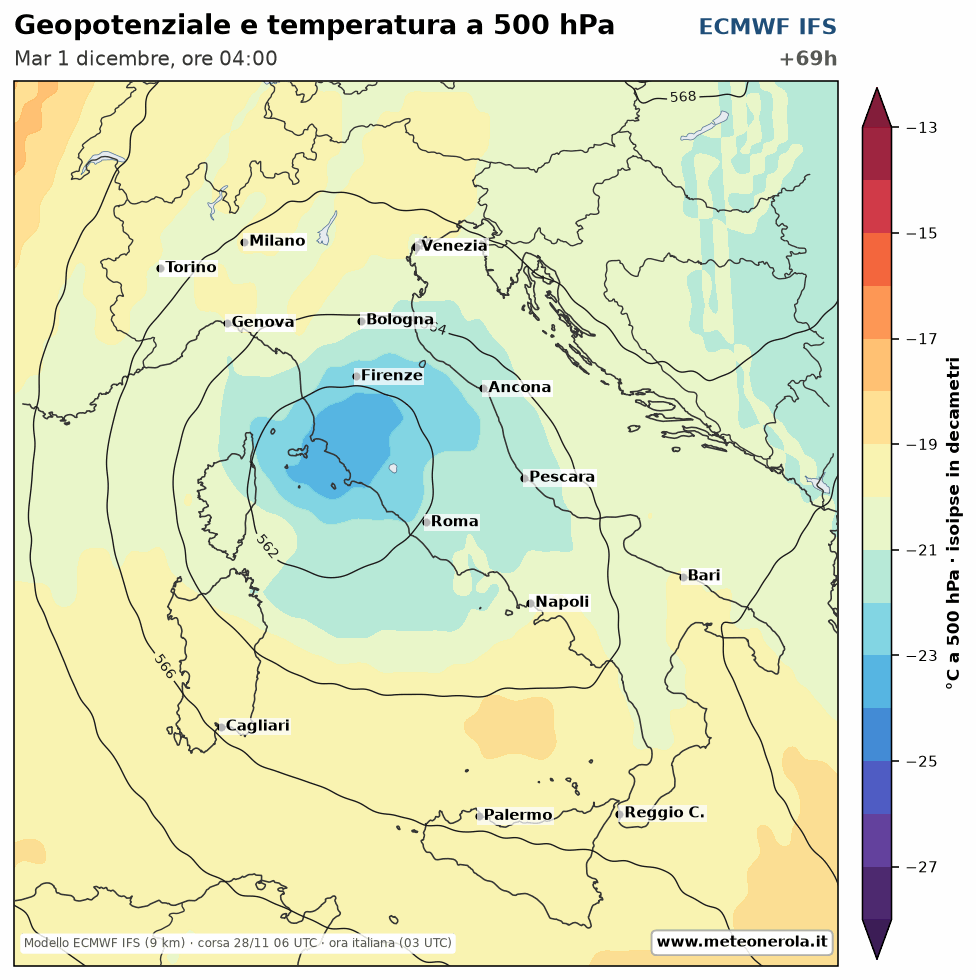 Geopotenziale e temperatura a 500 hPa
ECMWF IFS
Mar 1 dicembre, ore 04:00
+69h
568
−13
Milano
Venezia
−15
Torino
Genova
Bologna
−17
Firenze
Ancona
−19
Pescara
Roma
562
−21
Bari
Napoli
566
−23
Cagliari
−25
Palermo
Reggio C.
−27
°C a 500 hPa · isoipse in decametri
Modello ECMWF IFS (9 km) · corsa 28/11 06 UTC · ora italiana (03 UTC)
www.meteonerola.it